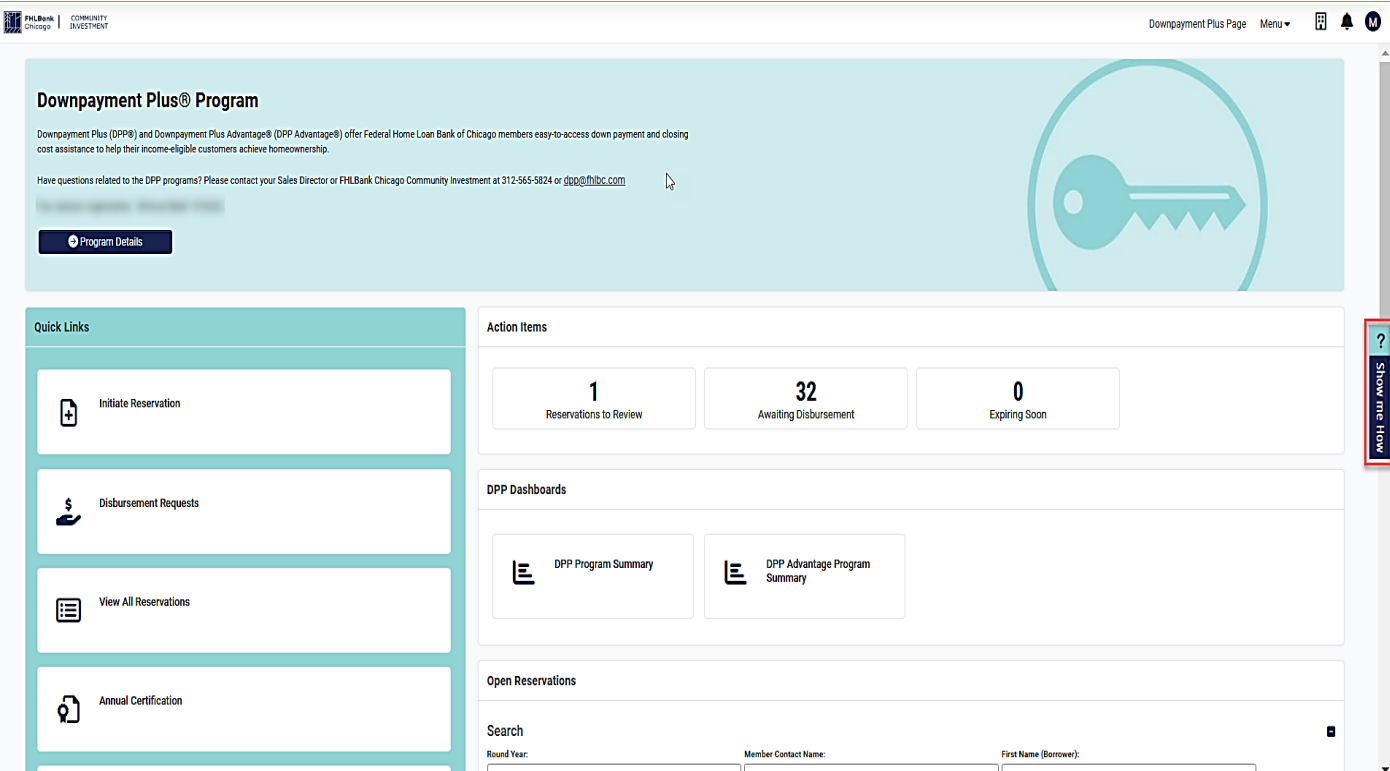 FHLBank
Chicago
COMMUNITY
INVESTMENT
Downpayment Plus Page
Menu
M
Downpayment Plus® Program
Downpayment Plus (DPP®) and Downpayment Plus Advantage® (DPP Advantage®) offer Federal Home Loan Bank of Chicago members easy-to-access down payment and closing
cost assistance to help their income-eligible customers achieve homeownership.
Have questions related to the DPP programs? Please contact your Sales Director or FHLBank Chicago Community Investment at 312-565-5824 or dpp@fhlbc.com
Program Details
Quick Links
Initiate Reservation
Disbursement Requests
View All Reservations
Annual Certification
Action Items
1
Reservations to Review
32
Awaiting Disbursement
0
Expiring Soon
DPP Dashboards
DPP Program Summary
DPP Advantage Program
Summary
Open Reservations
Search
Round Year:
Member Contact Name:
First Name (Borrower):
? Show me How